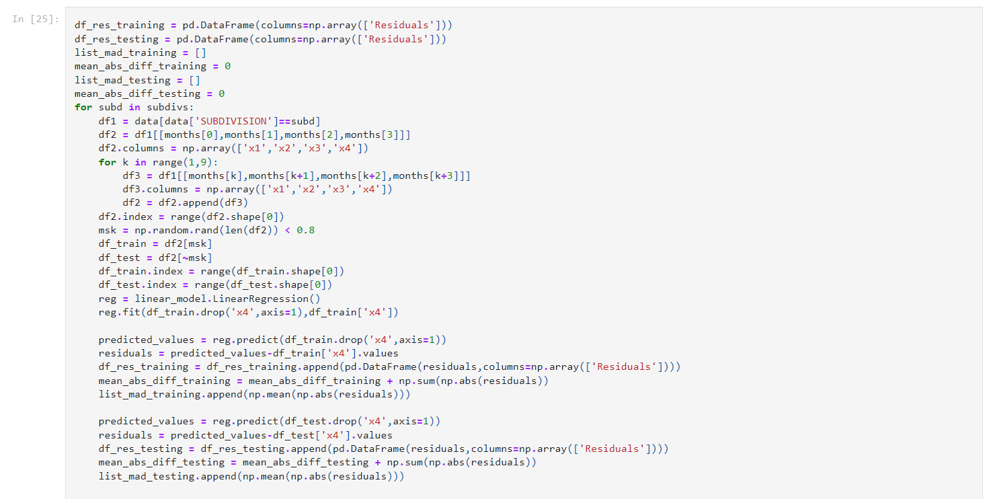 In [25]:
df_res_training = pd.DataFrame(columns=np.array(['Residuals']))
df_res_testing = pd.DataFrame(columns=np.array(['Residuals']))
list_mad_training = []
mean_abs_diff_training = 0
list_mad_testing = []
mean_abs_diff_testing = 0
for subd in subdivs:
    df1 = data[data['SUBDIVISION']==subd]
    df2 = df1[[months[0],months[1],months[2],months[3]]]
    df2.columns = np.array(['x1','x2','x3','x4'])
    for k in range(1,9):
        df3 = df1[[months[k],months[k+1],months[k+2],months[k+3]]]
        df3.columns = np.array(['x1','x2','x3','x4'])
        df2 = df2.append(df3)
    df2.index = range(df2.shape[0])
    msk = np.random.rand(len(df2)) < 0.8
    df_train = df2[msk]
    df_test = df2[~msk]
    df_train.index = range(df_train.shape[0])
    df_test.index = range(df_test.shape[0])
    reg = linear_model.LinearRegression()
    reg.fit(df_train.drop('x4',axis=1),df_train['x4'])

    predicted_values = reg.predict(df_train.drop('x4',axis=1))
    residuals = predicted_values-df_train['x4'].values
    df_res_training = df_res_training.append(pd.DataFrame(residuals,columns=np.array(['Residuals'])))
    mean_abs_diff_training = mean_abs_diff_training + np.sum(np.abs(residuals))
    list_mad_training.append(np.mean(np.abs(residuals)))

    predicted_values = reg.predict(df_test.drop('x4',axis=1))
    residuals = predicted_values-df_test['x4'].values
    df_res_testing = df_res_testing.append(pd.DataFrame(residuals,columns=np.array(['Residuals'])))
    mean_abs_diff_testing = mean_abs_diff_testing + np.sum(np.abs(residuals))
    list_mad_testing.append(np.mean(np.abs(residuals)))